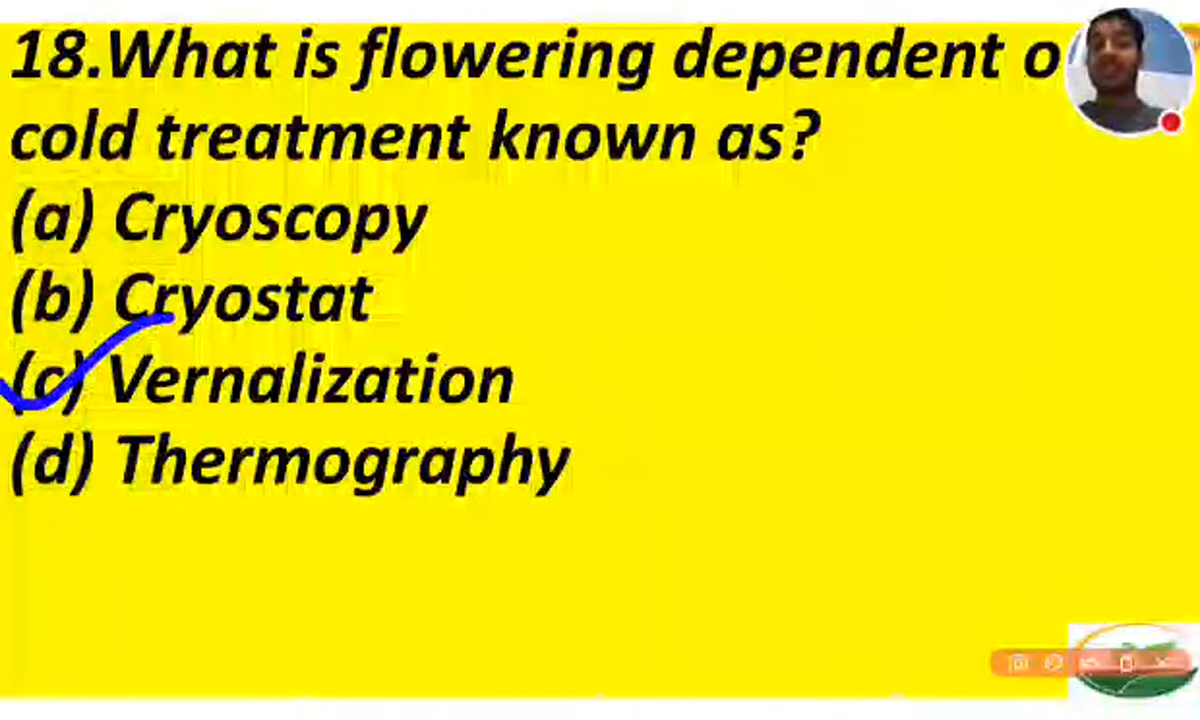 18.What is flowering dependent o
cold treatment known as?
(a) Cryoscopy
(b) Cryostat
(c) Vernalization
(d) Thermography